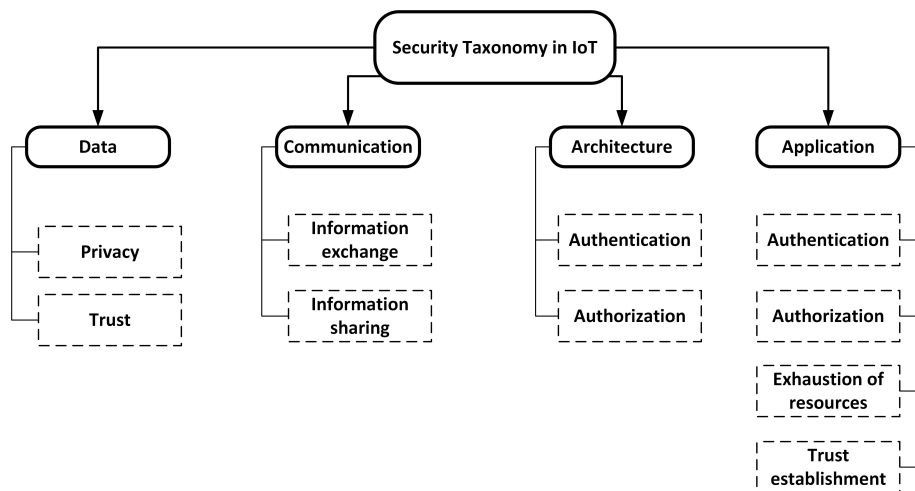 Security Taxonomy in IoT
Data
Communication
Architecture
Application
Privacy
Trust
Information
exchange
Information
sharing
Authentication
Authorization
Authentication
Authorization
Exhaustion of
resources
Trust
establishment